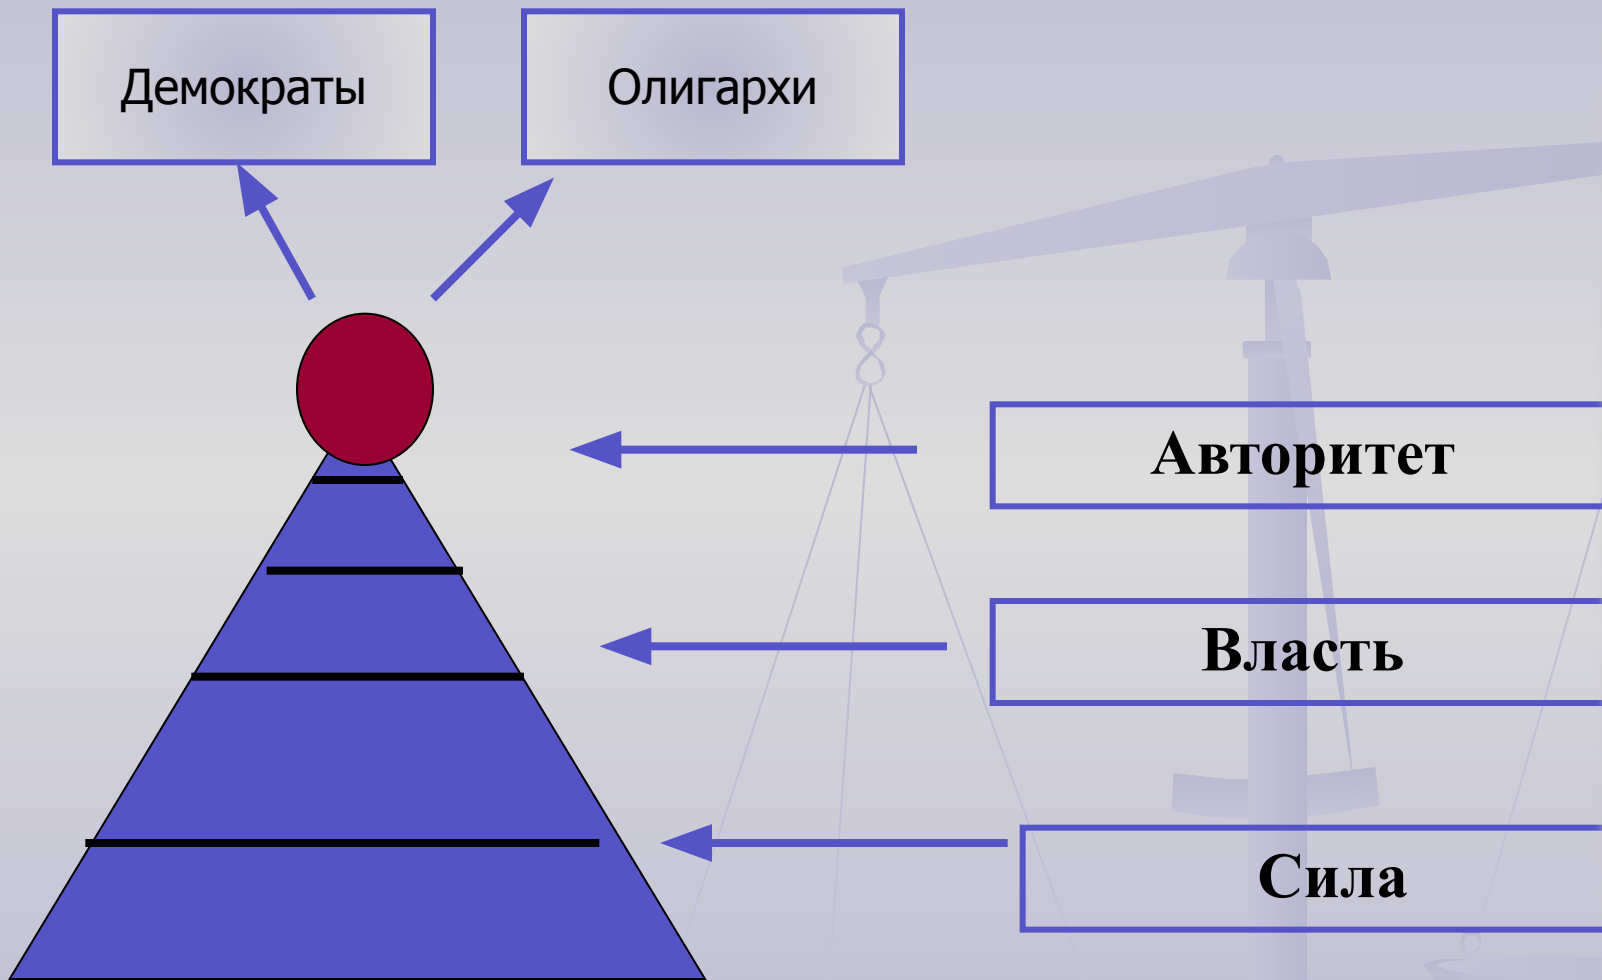 Демократы
Олигархи
Авторитет
Власть
Сила